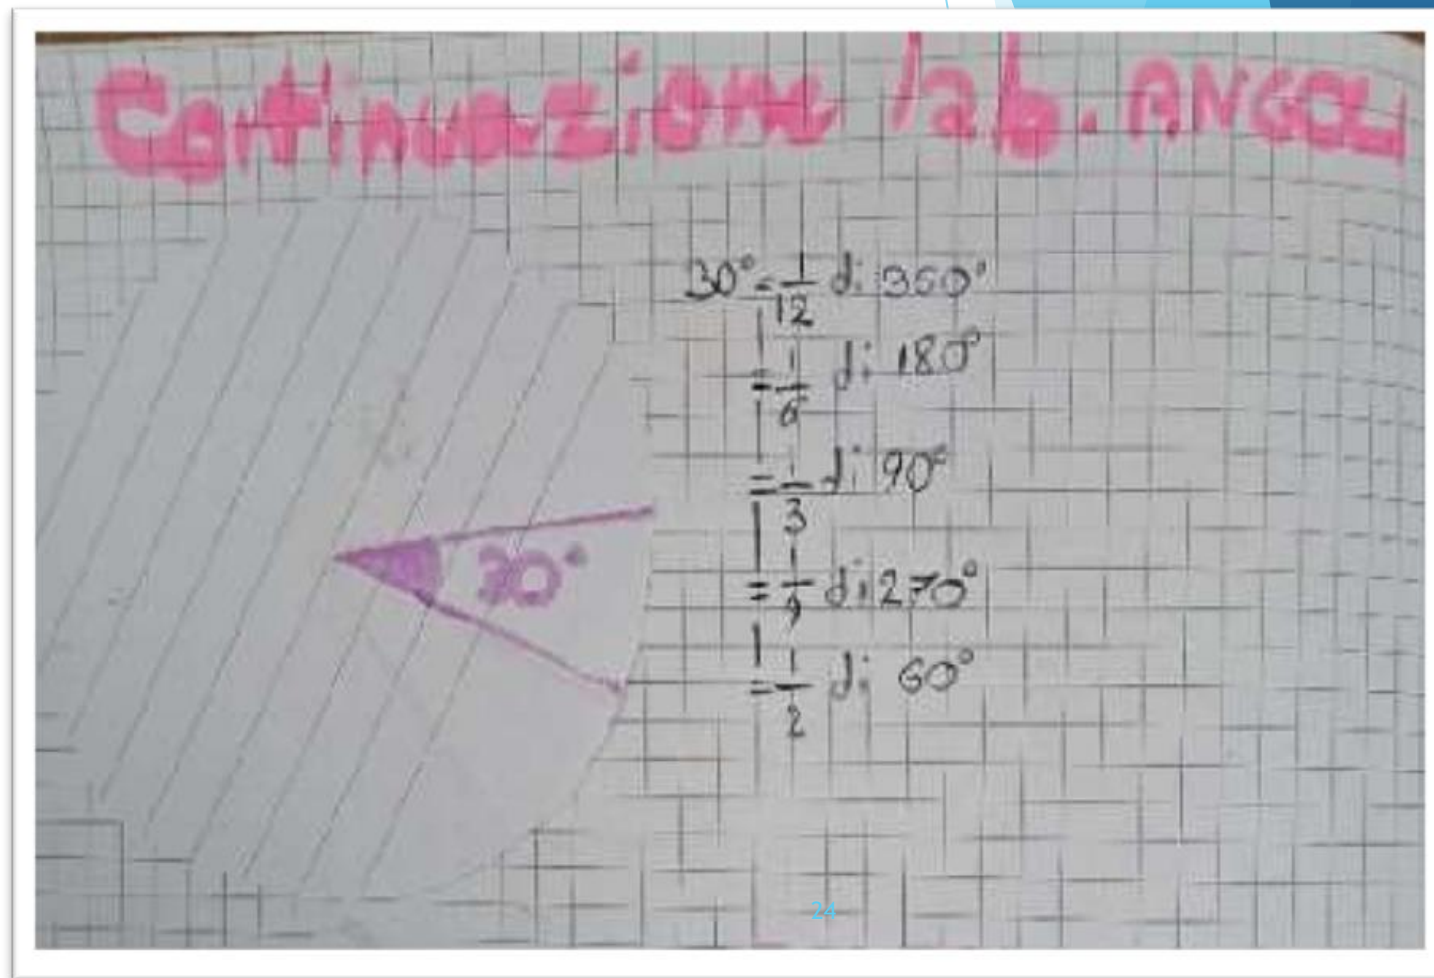 Continuazione lab. ANGOLI
30° = 1/12 di 360°
= 1/6 di 180°
= 1/3 di 90°
30°
= 1/9 di 270°
= 1/2 di 60°
24